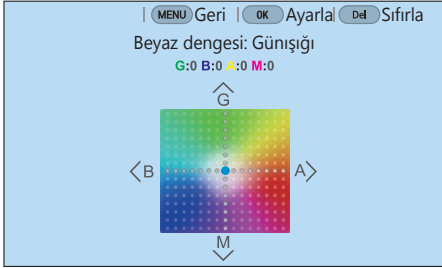 | MENU Geri | OK Ayarla| Del Sıfırla
Beyaz dengesi: Günışığı
G:0 B:0 A:0 M:0
G
B A
M